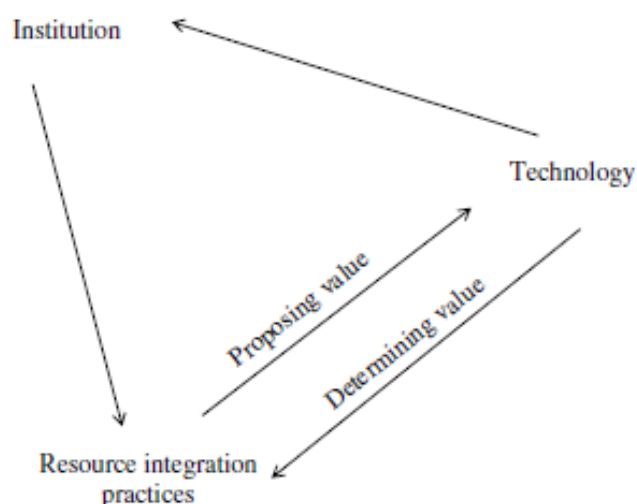 Institution
Technology
Proposing value
Determining value
Resource integration
practices